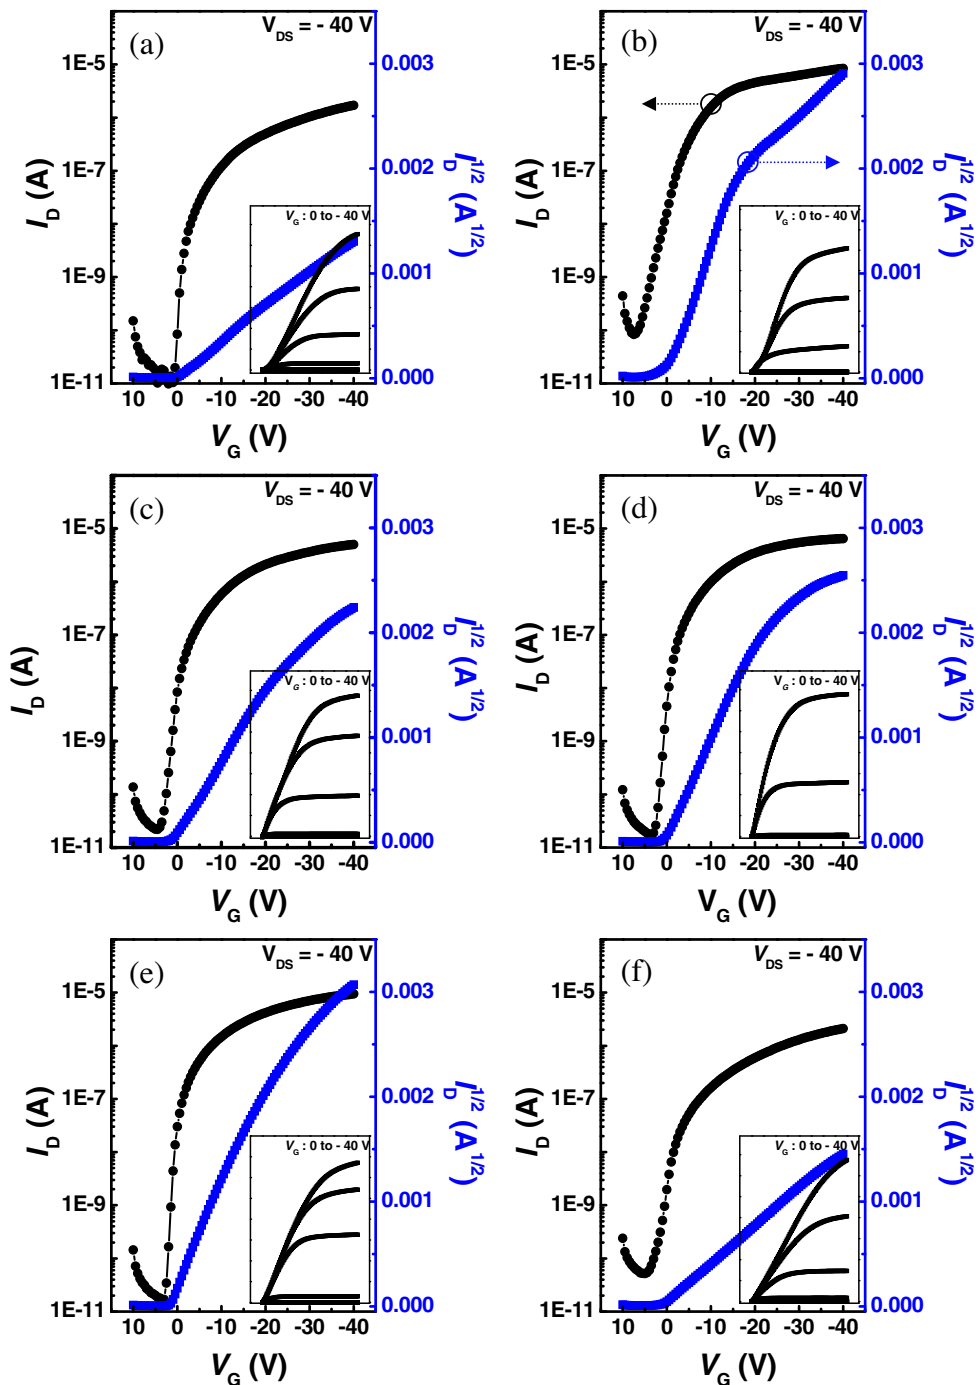 (a)
V_DS = - 40 V
1E-5
1E-7
1E-9
1E-11
I_D (A)
0.003
0.002
0.001
0.000
I_D^1/2 (A^1/2)
V_G : 0 to - 40 V
10 0 -10 -20 -30 -40
V_G (V)
(b)
V_DS = - 40 V
1E-5
1E-7
1E-9
1E-11
I_D (A)
0.003
0.002
0.001
0.000
I_D^1/2 (A^1/2)
V_G : 0 to - 40 V
10 0 -10 -20 -30 -40
V_G (V)
(c)
V_DS = - 40 V
1E-5
1E-7
1E-9
1E-11
I_D (A)
0.003
0.002
0.001
0.000
I_D^1/2 (A^1/2)
V_G : 0 to - 40 V
10 0 -10 -20 -30 -40
V_G (V)
(d)
V_DS = - 40 V
1E-5
1E-7
1E-9
1E-11
I_D (A)
0.003
0.002
0.001
0.000
I_D^1/2 (A^1/2)
V_G : 0 to - 40 V
10 0 -10 -20 -30 -40
V_G (V)
(e)
V_DS = - 40 V
1E-5
1E-7
1E-9
1E-11
I_D (A)
0.003
0.002
0.001
0.000
I_D^1/2 (A^1/2)
V_G : 0 to - 40 V
10 0 -10 -20 -30 -40
V_G (V)
(f)
V_DS = - 40 V
1E-5
1E-7
1E-9
1E-11
I_D (A)
0.003
0.002
0.001
0.000
I_D^1/2 (A^1/2)
V_G : 0 to - 40 V
10 0 -10 -20 -30 -40
V_G (V)